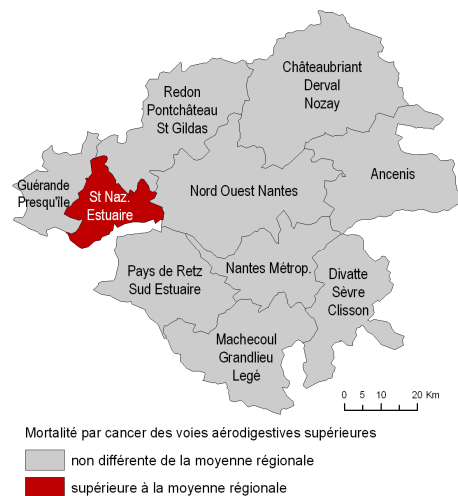 Châteaubriant
Derval
Nozay
Redon
Pontchâteau
St Gildas
Ancenis
Guérande
Presqu'île
St Naz.
Estuaire
Nord Ouest Nantes
Pays de Retz
Sud Estuaire
Nantes Métrop.
Divatte
Sèvre
Clisson
Machecoul
Grandlieu
Legé
0 5 10 20 Km
Mortalité par cancer des voies aérodigestives supérieures
non différente de la moyenne régionale
supérieure à la moyenne régionale